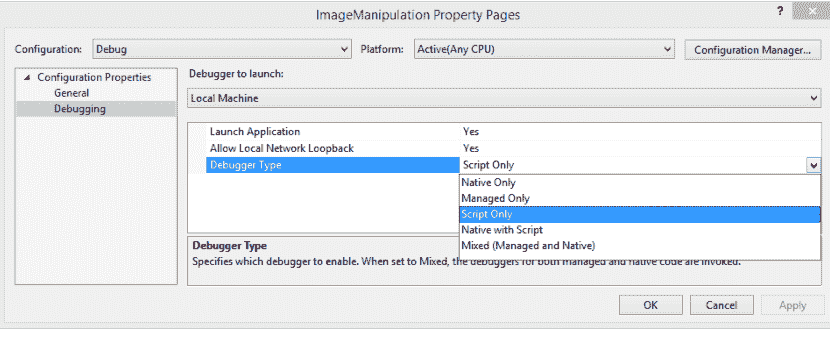 ImageManipulation Property Pages
?
Configuration: Debug Platform: Active(Any CPU) Configuration Manager...
Configuration Properties
General
Debugging
Debugger to launch:
Local Machine
Launch Application Yes
Allow Local Network Loopback Yes
Debugger Type Script Only
Native Only
Managed Only
Script Only
Native with Script
Mixed (Managed and Native)
Debugger Type
Specifies which debugger to enable. When set to Mixed, the debuggers for both managed and native code are invoked.
OK Cancel Apply